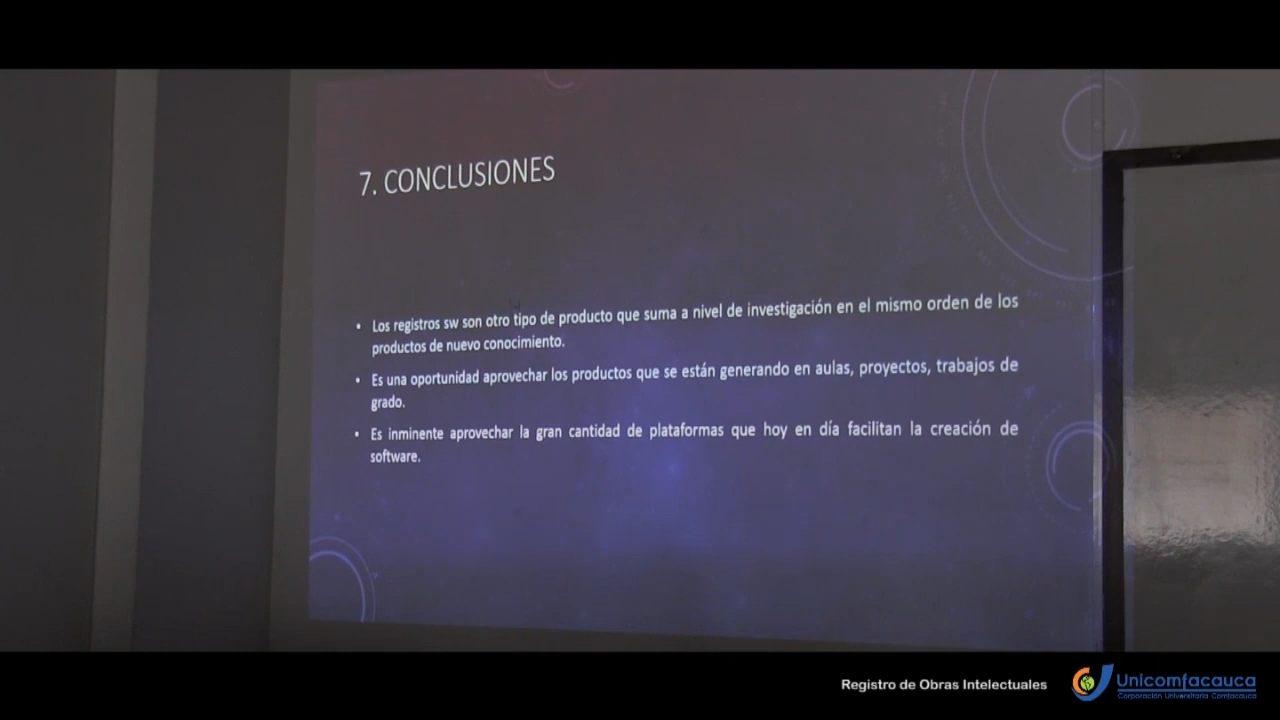 7. CONCLUSIONES
• Los registros sw son otro tipo de producto que suma a nivel de investigación en el mismo orden de los
productos de nuevo conocimiento.
• Es una oportunidad aprovechar los productos que se están generando en aulas, proyectos, trabajos de
grado.
• Es inminente aprovechar la gran cantidad de plataformas que hoy en día facilitan la creación de
software.
Registro de Obras Intelectuales
Unicomfacauca
Corporación Universitaria Comfacauca